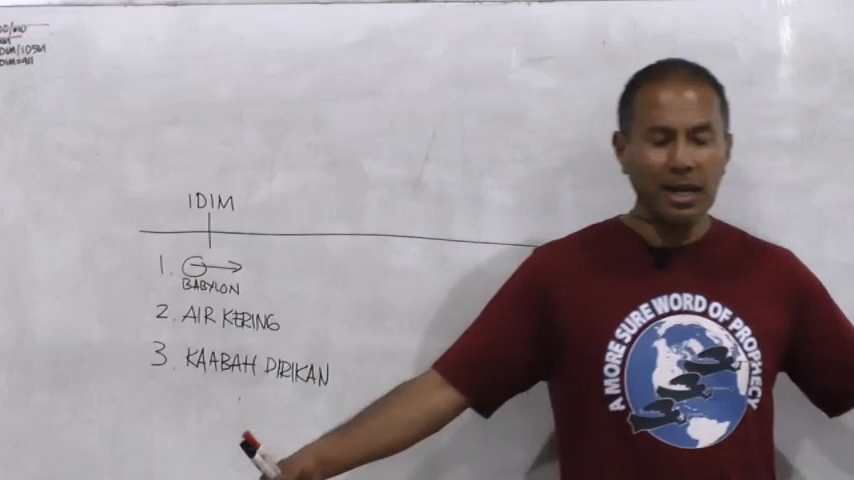 IDIM
1.
BABYLON
2. AIR KERING
3. KAABAH DIRIKAN
A MORE SURE WORD OF PROPHECY